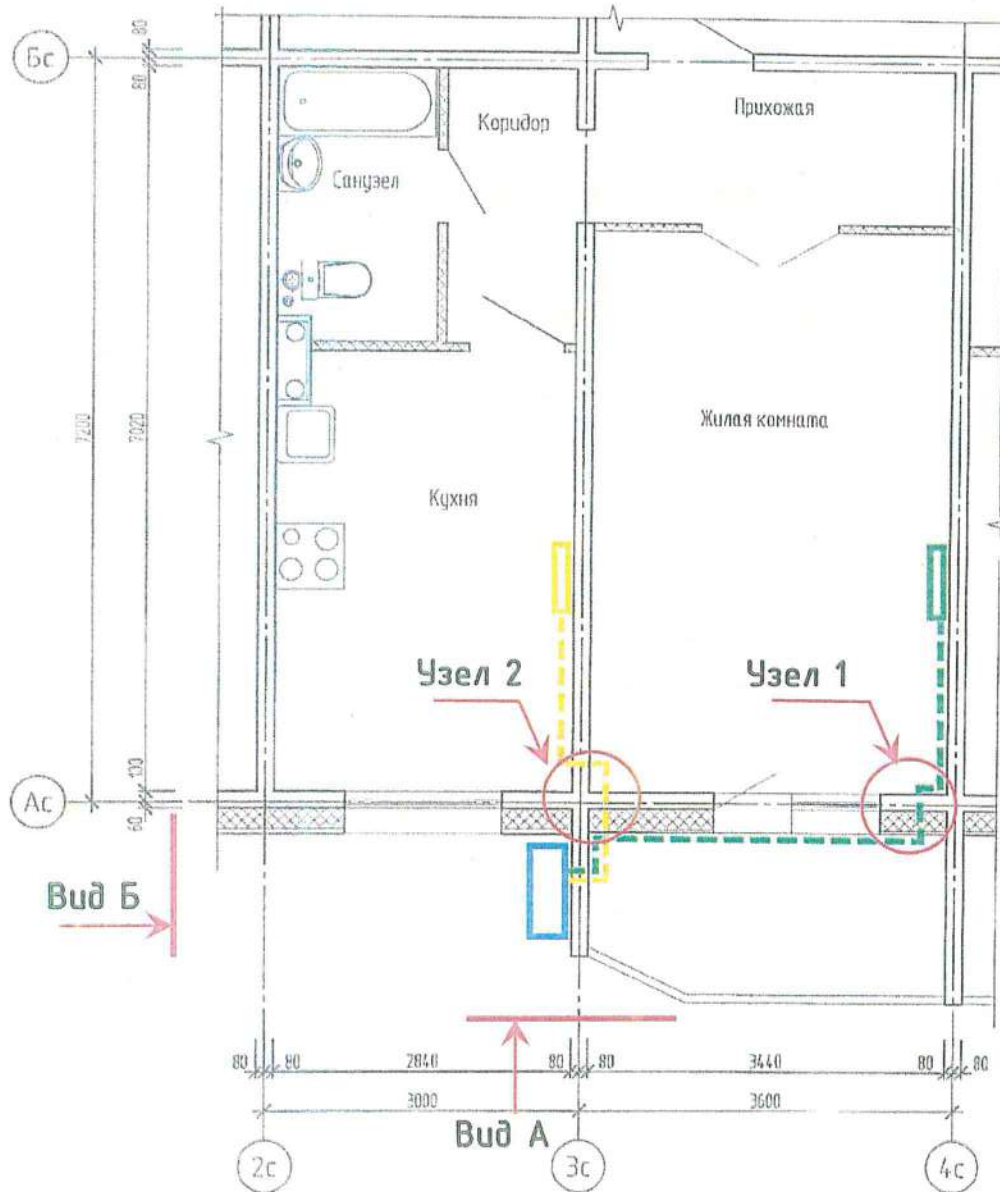 80
Бс
80
Прихожая
Коридор
Санузел
7200
7020
Жилая комната
Кухня
Узел 2
Узел 1
100
Ас
60
Вид Б
80
80
2840
80
80
3440
80
80
3000
3600
Вид А
2с
3с
4с